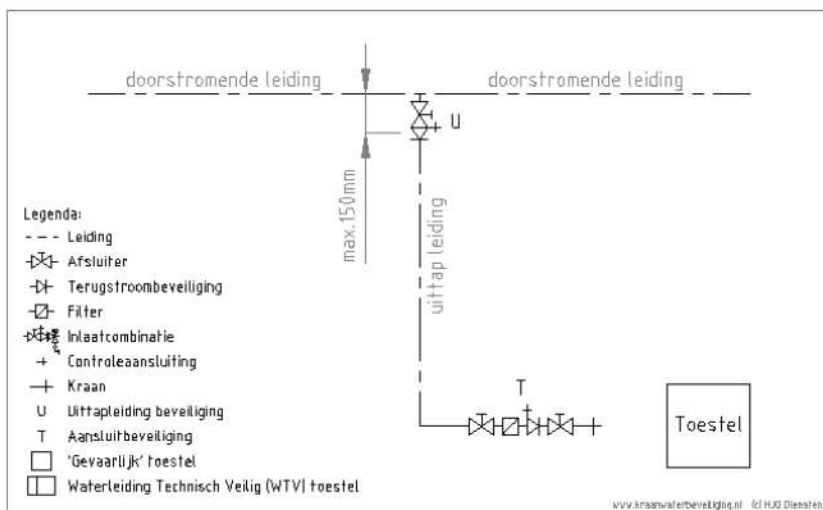 doorstromende leiding
doorstromende leiding
U
max.150mm
uittap leiding
Legenda:
Leiding
Afsluiter
Terugstroombeveiliging
Filter
Inlaatcombinatie
Controleaansluiting
Kraan
U Uittapleiding beveiliging
T Aansluitbeveiliging
'Gevaarlijk' toestel
Waterleiding Technisch Veilig (WTV) toestel
T
Toestel
www.kraanwaterbeveiliging.nl (c) HJO Diensten